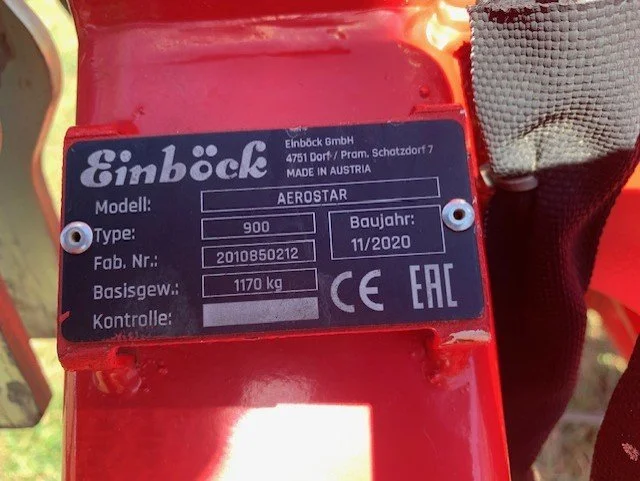 Einböck
Einböck GmbH
4751 Dorf / Pram. Schatzdorf 7
MADE IN AUSTRIA
Modell: AEROSTAR
Type: 900
Baujahr:
11/2020
Fab. Nr.: 2010850212
Basisgew.: 1170 kg
Kontrolle:
CE EAC